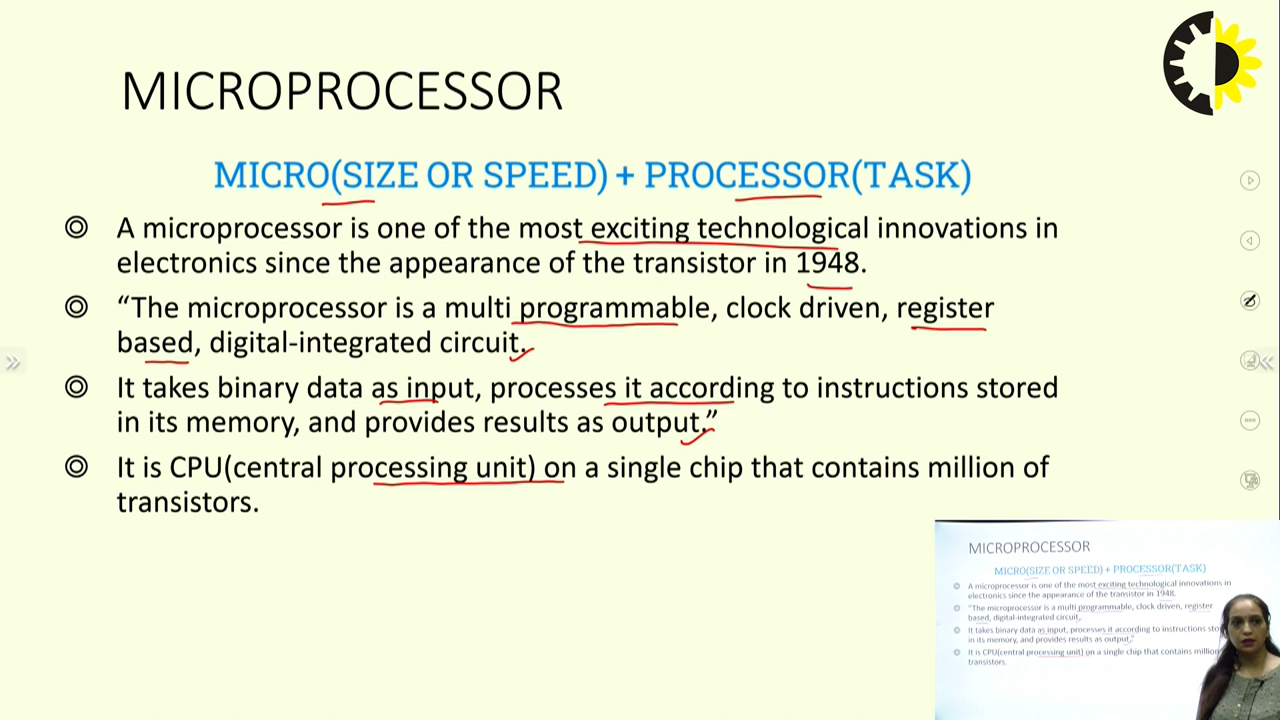 MICROPROCESSOR
MICRO(SIZE OR SPEED) + PROCESSOR(TASK)
◎ A microprocessor is one of the most exciting technological innovations in
electronics since the appearance of the transistor in 1948.
◎ “The microprocessor is a multi programmable, clock driven, register
based, digital-integrated circuit.
◎ It takes binary data as input, processes it according to instructions stored
in its memory, and provides results as output.”
◎ It is CPU(central processing unit) on a single chip that contains million of
transistors.
MICROPROCESSOR
MICRO(SIZE OR SPEED) + PROCESSOR(TASK)
◎ A microprocessor is one of the most exciting technological innovations in
electronics since the appearance of the transistor in 1948.
◎ “The microprocessor is a multi programmable, clock driven, register
based, digital-integrated circuit.
◎ It takes binary data as input, processes it according to instructions sto
in its memory, and provides results as output.”
◎ It is CPU(central processing unit) on a single chip that contains million
transistors.